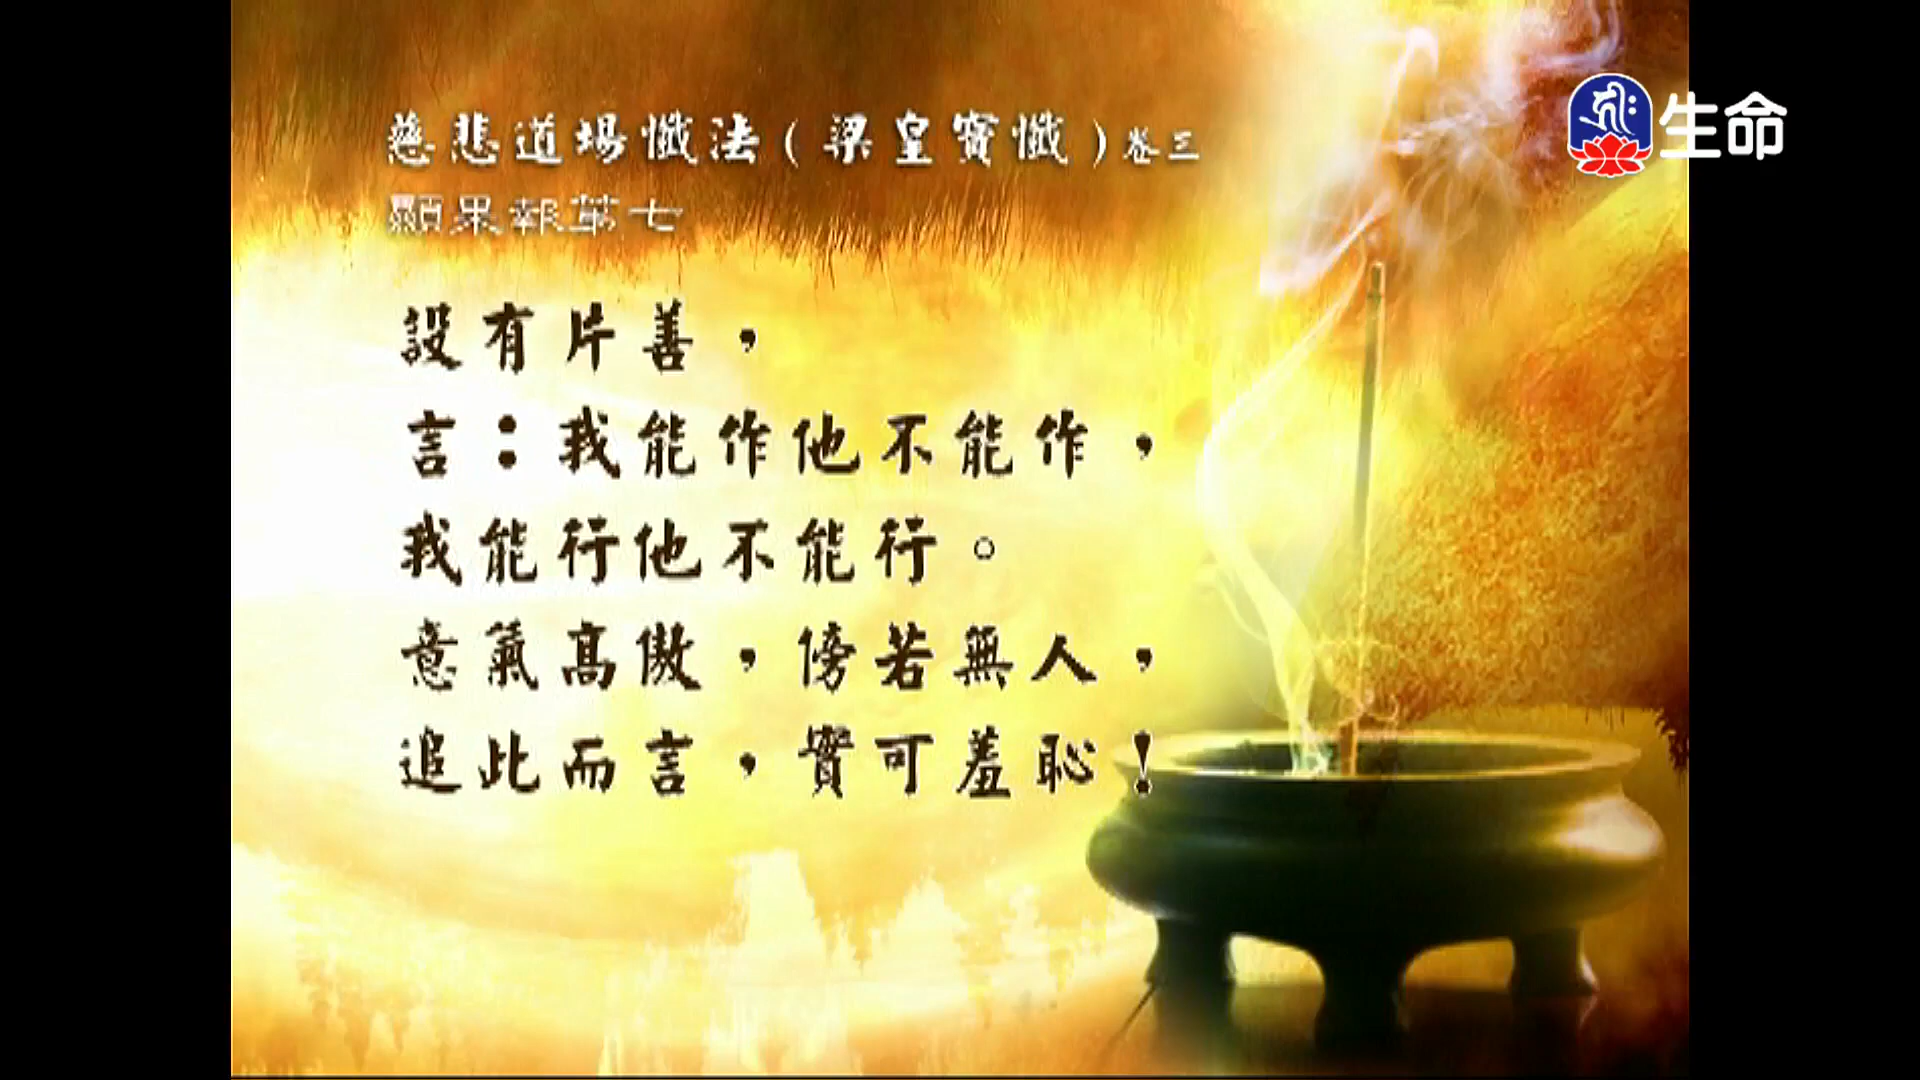 慈悲道場懺法(梁皇寶懺)卷三
顯果報第七
生命
設有片善，
言：我能作他不能作，
我能行他不能行。
意氣高傲，傍若無人，
追此而言，實可羞恥！